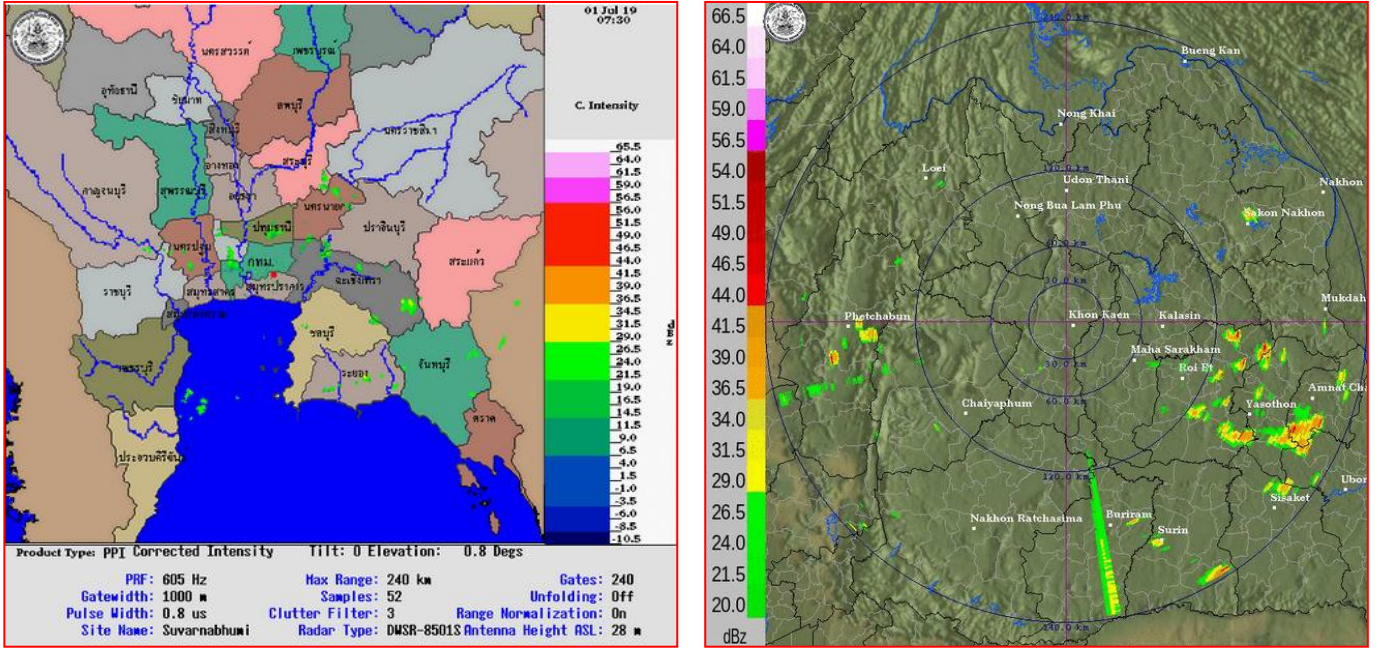 01 Jul 19
07:30
C. Intensity
65.5
64.0
61.5
59.0
56.5
56.0
51.5
49.0
46.5
44.0
41.5
39.0
36.5
34.5
31.5
29.0
26.5
24.0
21.5
19.0
16.5
14.5
11.5
9.0
6.5
4.0
1.5
-1.0
-3.5
-6.0
-8.5
-10.5
นครสวรรค์
เพชรบูรณ์
อุทัยธานี
ชัยนาท
ลพบุรี
สิงห์บุรี
นครราชสีมา
อ่างทอง
สระบุรี
กาญจนบุรี
สุพรรณบุรี
อยุธยา
นครนายก
ปราจีนบุรี
ปทุมธานี
นครปฐม
กทม.
สระแก้ว
ราชบุรี
สมุทรสาคร
สมุทรปราการ
ฉะเชิงเทรา
ชลบุรี
เพชรบุรี
ระยอง
จันทบุรี
ตราด
ประจวบคีรีขันธ์
Product Type: PPI Corrected Intensity Tilt: 0 Elevation: 0.8 Degs
PRF: 605 Hz Max Range: 240 km Gates: 240
Gatewidth: 1000 m Samples: 52 Unfolding: Off
Pulse Width: 0.8 us Clutter Filter: 3 Range Normalization: On
Site Name: Suvarnabhumi Radar Type: DWSR-8501S Antenna Height ASL: 28 m
66.5
64.0
61.5
59.0
56.5
54.0
51.5
49.0
46.5
44.0
41.5
39.0
36.5
34.0
31.5
29.0
26.5
24.0
22.5
21.5
20.0
dBz
Bueng Kan
Nong Khai
Loei
Udon Thani
Nakhon
Nong Bua Lam Phu
Sakon Nakhon
30.0 km
Mukdah
Phetchabun
Khon Kaen
Kalasin
Maha Sarakham
30.0 km
Roi Et
Amnat Cha
60.0 km
Chaiyaphum
Yasothon
120.0 km
Sisaket
Ubon
Nakhon Ratchasima
Buriram
Surin